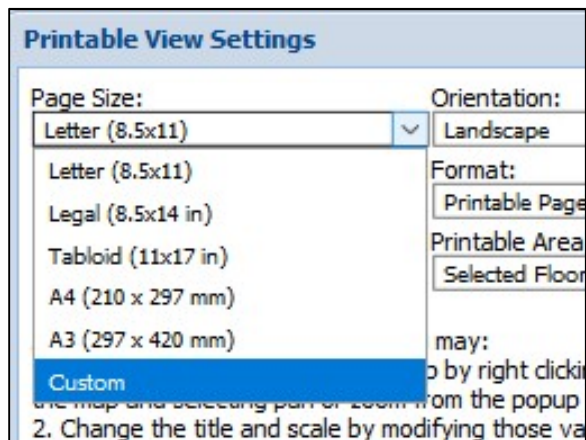 Printable View Settings
Page Size:
Orientation:
Letter (8.5x11)
Landscape
Letter (8.5x11)
Format:
Legal (8.5x14 in)
Printable Page
Tabloid (11x17 in)
Printable Area
A4 (210 x 297 mm)
Selected Floor
A3 (297 x 420 mm)
may:
Custom
by right
the map and selecting pan or zoom from the popup
2. Change the title and scale by modifying those